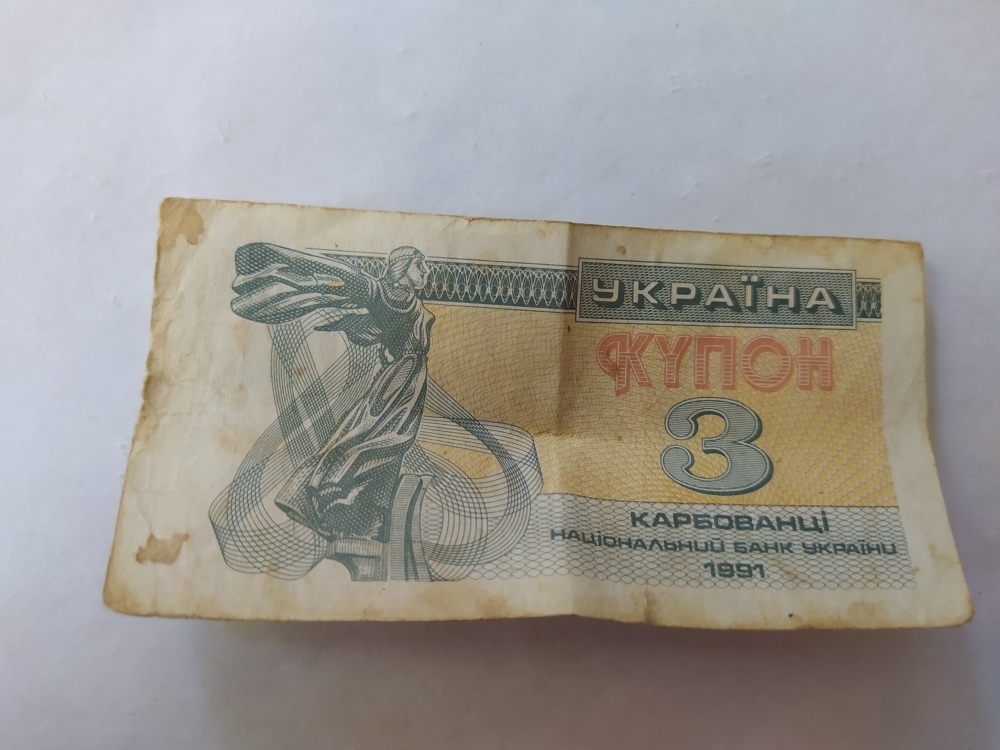 УКРАЇНА
КУПОН
3
КАРБОВАНЦІ
НАЦІОНАЛЬНИЙ БАНК УКРАЇНИ
1991